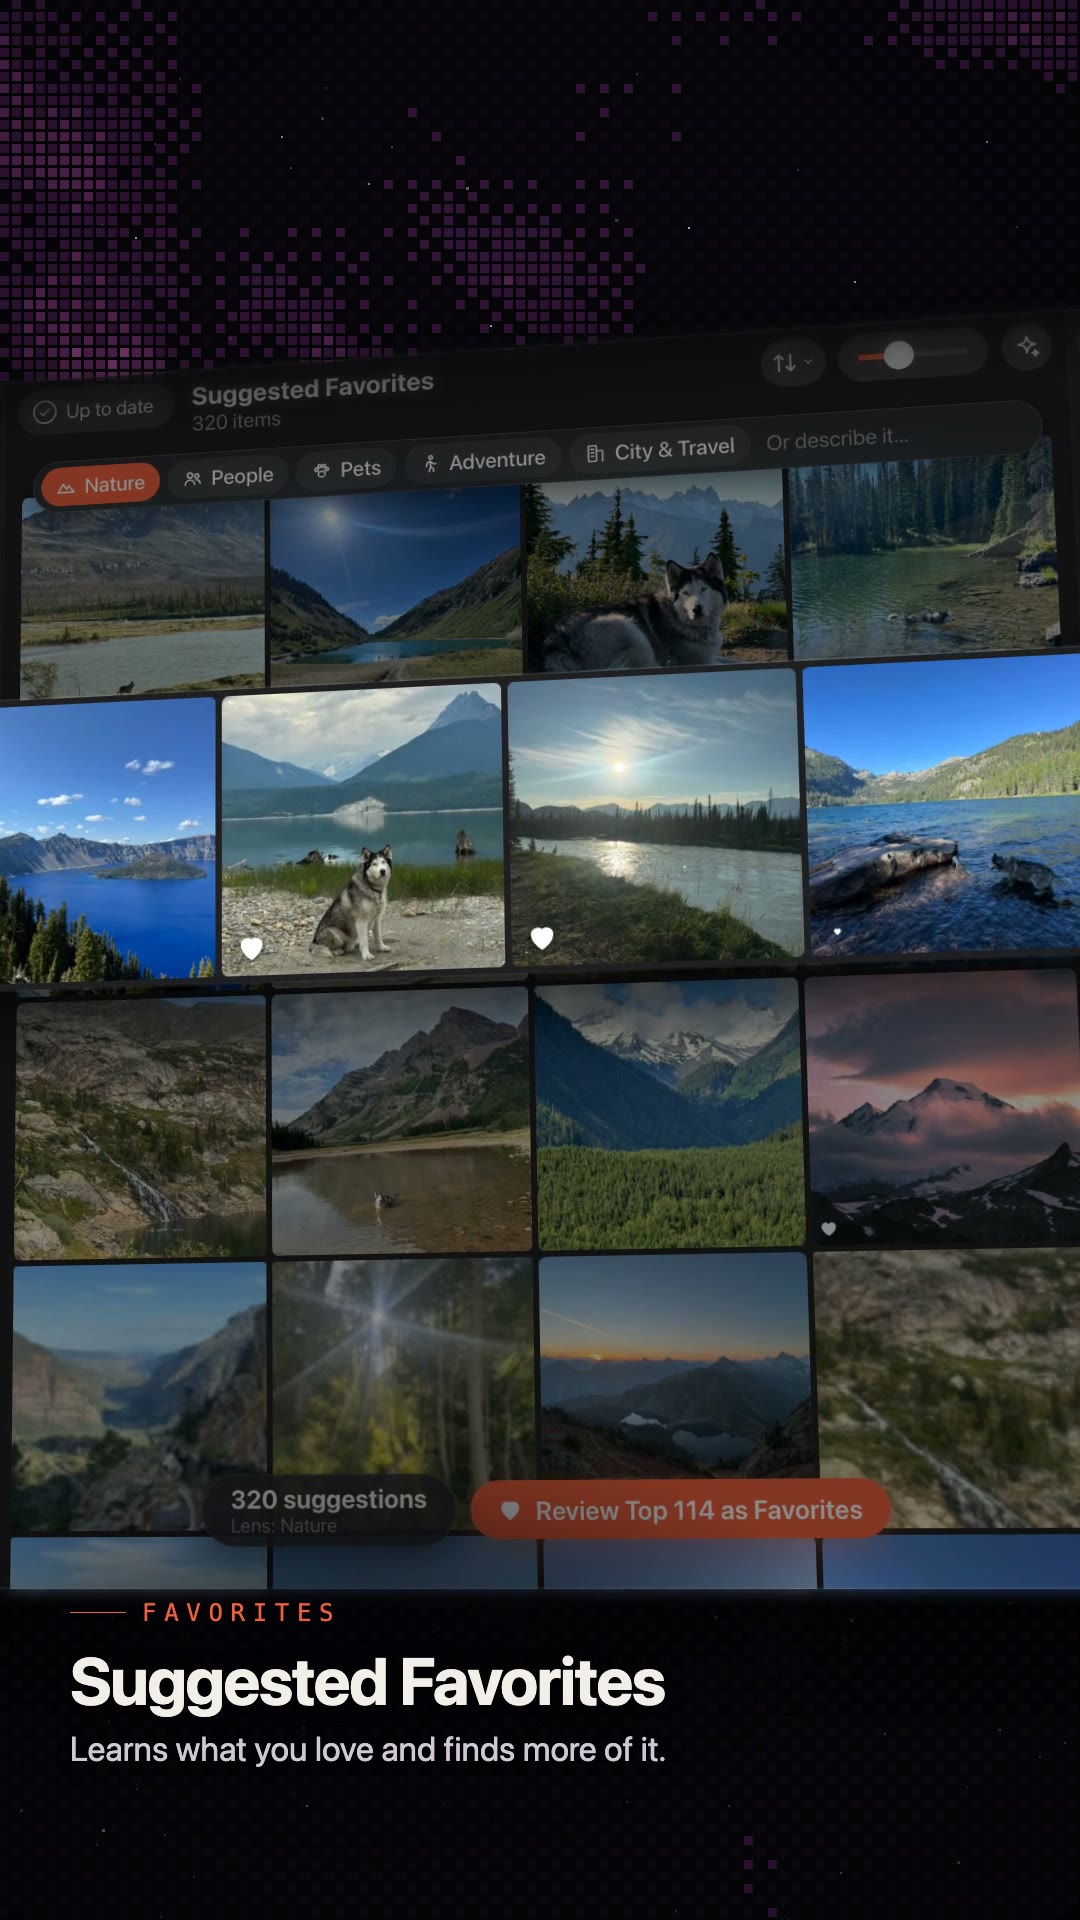 Up to date
Suggested Favorites
320 items
Nature
People
Pets
Adventure
City & Travel
Or describe it...
320 suggestions
Lens: Nature
Review Top 114 as Favorites
FAVORITES
Suggested Favorites
Learns what you love and finds more of it.